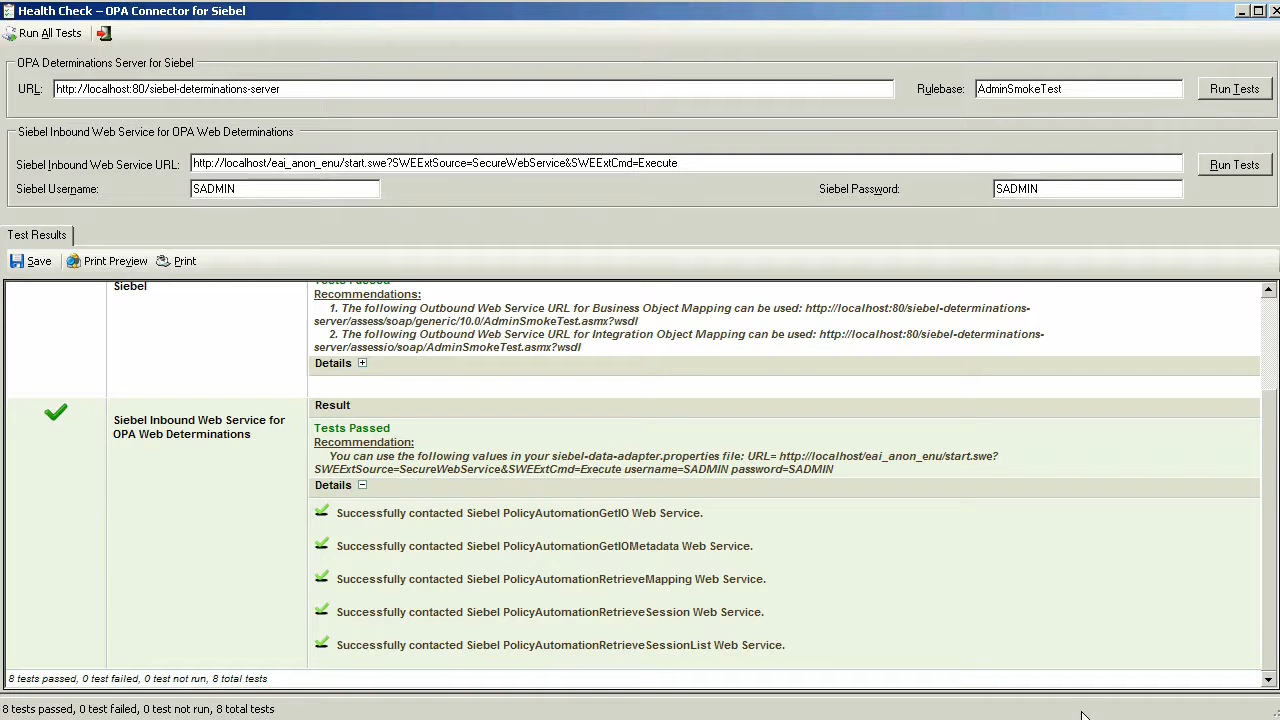 Health Check – OPA Connector for Siebel
Run All Tests
OPA Determinations Server for Siebel
URL: http://localhost:80/siebel-determinations-server Rulebase: AdminSmokeTest Run Tests
Siebel Inbound Web Service for OPA Web Determinations
Siebel Inbound Web Service URL: http://localhost/eai_anon_enu/start.swe?SWEExtSource=SecureWebService&SWEExtCmd=Execute Run Tests
Siebel Username: SADMIN Siebel Password: SADMIN
Test Results
Save Print Preview Print
Siebel
Tests Passed
Recommendations:
1. The following Outbound Web Service URL for Business Object Mapping can be used: http://localhost:80/siebel-determinations-
server/assess/soap/generic/10.0/AdminSmokeTest.asmx?wsdl
2. The following Outbound Web Service URL for Integration Object Mapping can be used: http://localhost:80/siebel-determinations-
server/assessio/soap/AdminSmokeTest.asmx?wsdl
Details
Siebel Inbound Web Service for
OPA Web Determinations
Result
Tests Passed
Recommendation:
You can use the following values in your siebel-data-adapter.properties file: URL= http://localhost/eai_anon_enu/start.swe?
SWEExtSource=SecureWebService&SWEExtCmd=Execute username=SADMIN password=SADMIN
Details
Successfully contacted Siebel PolicyAutomationGetIO Web Service.
Successfully contacted Siebel PolicyAutomationGetIOMetadata Web Service.
Successfully contacted Siebel PolicyAutomationRetrieveMapping Web Service.
Successfully contacted Siebel PolicyAutomationRetrieveSession Web Service.
Successfully contacted Siebel PolicyAutomationRetrieveSessionList Web Service.
8 tests passed, 0 test failed, 0 test not run, 8 total tests
8 tests passed, 0 test failed, 0 test not run, 8 total tests